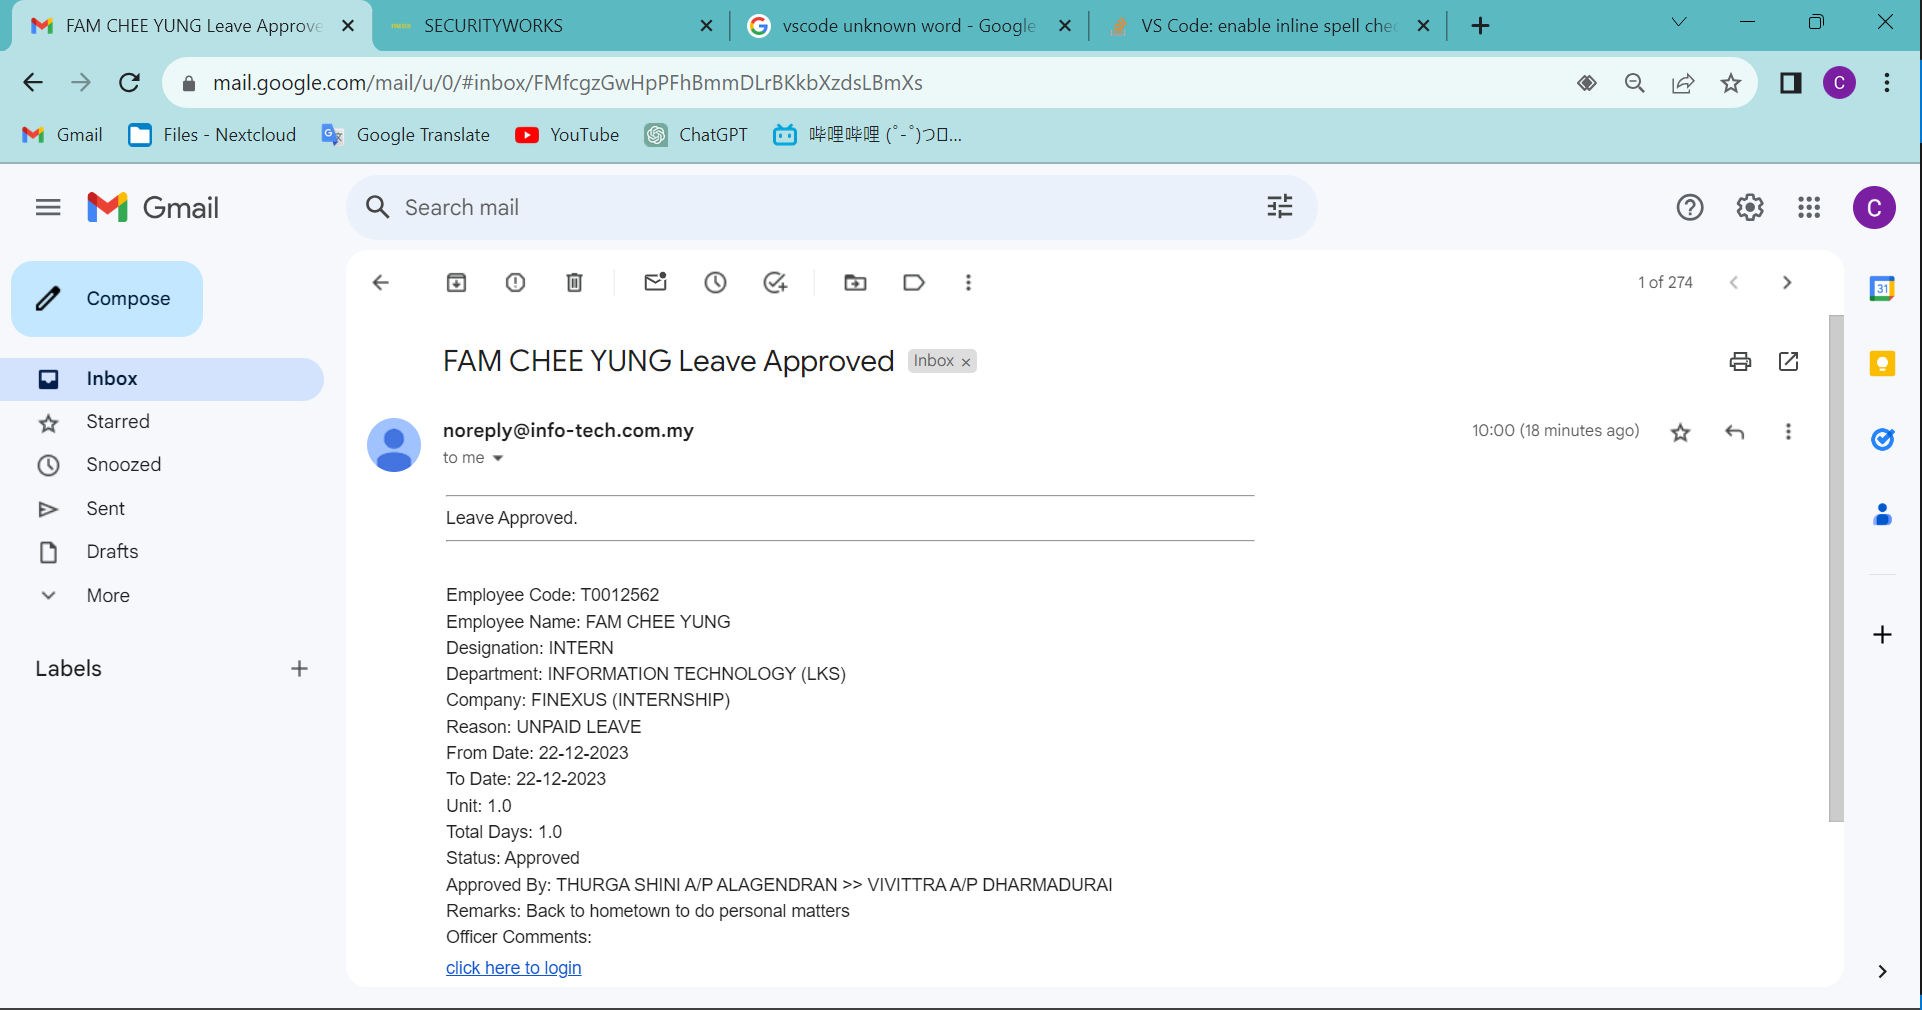 FAM CHEE YUNG Leave Approve
SECURITYWORKS
vscode unknown word - Google
VS Code: enable inline spell chec
mail.google.com/mail/u/0/#inbox/FMfcgzGwHpPFhBmmDLrBKkbXzdsLBmXs
C
Gmail
Files - Nextcloud
Google Translate
YouTube
ChatGPT
哔哩哔哩 (゜-゜)つ▯...
Gmail
Search mail
C
Compose
1 of 274
31
FAM CHEE YUNG Leave Approved
Inbox x
Inbox
Starred
Snoozed
Sent
Drafts
More
Labels
noreply@info-tech.com.my
10:00 (18 minutes ago)
to me
Leave Approved.
Employee Code: T0012562
Employee Name: FAM CHEE YUNG
Designation: INTERN
Department: INFORMATION TECHNOLOGY (LKS)
Company: FINEXUS (INTERNSHIP)
Reason: UNPAID LEAVE
From Date: 22-12-2023
To Date: 22-12-2023
Unit: 1.0
Total Days: 1.0
Status: Approved
Approved By: THURGA SHINI A/P ALAGENDRAN >> VIVITTRA A/P DHARMADURAI
Remarks: Back to hometown to do personal matters
Officer Comments:
click here to login